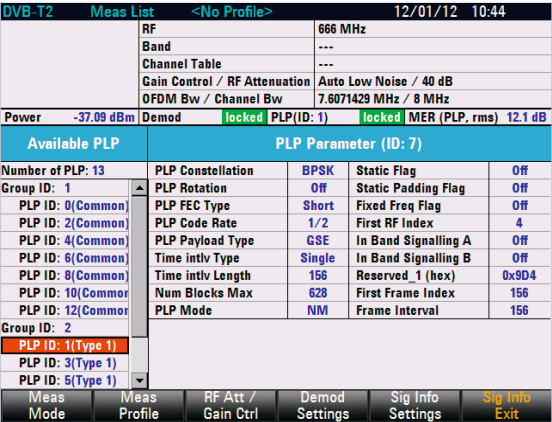 DVB-T2 Meas List <No Profile> 12/01/12 10:44
RF 666 MHz
Band ---
Channel Table ---
Gain Control / RF Attenuation Auto Low Noise / 40 dB
OFDM Bw / Channel Bw 7.6071429 MHz / 8 MHz
Power -37.09 dBm Demod locked PLP(ID: 1) locked MER (PLP, rms) 12.1 dB
Available PLP PLP Parameter (ID: 7)
Number of PLP: 13 PLP Constellation BPSK Static Flag Off
Group ID: 1 PLP Rotation Off Static Padding Flag Off
PLP ID: 0(Common) PLP FEC Type Short Fixed Freq Flag Off
PLP ID: 2(Common) PLP Code Rate 1/2 First RF Index 4
PLP ID: 4(Common) PLP Payload Type GSE In Band Signalling A Off
PLP ID: 6(Common) Time intlv Type Single In Band Signalling B Off
PLP ID: 8(Common) Time intlv Length 156 Reserved_1 (hex) 0x9D4
PLP ID: 10(Common Num Blocks Max 628 First Frame Index 156
PLP ID: 12(Common PLP Mode NM Frame Interval 156
Group ID: 2
PLP ID: 1(Type 1)
PLP ID: 3(Type 1)
PLP ID: 5(Type 1)
Meas Meas RF Att / Demod Sig Info Sig Info
Mode Profile Gain Ctrl Settings Settings Exit